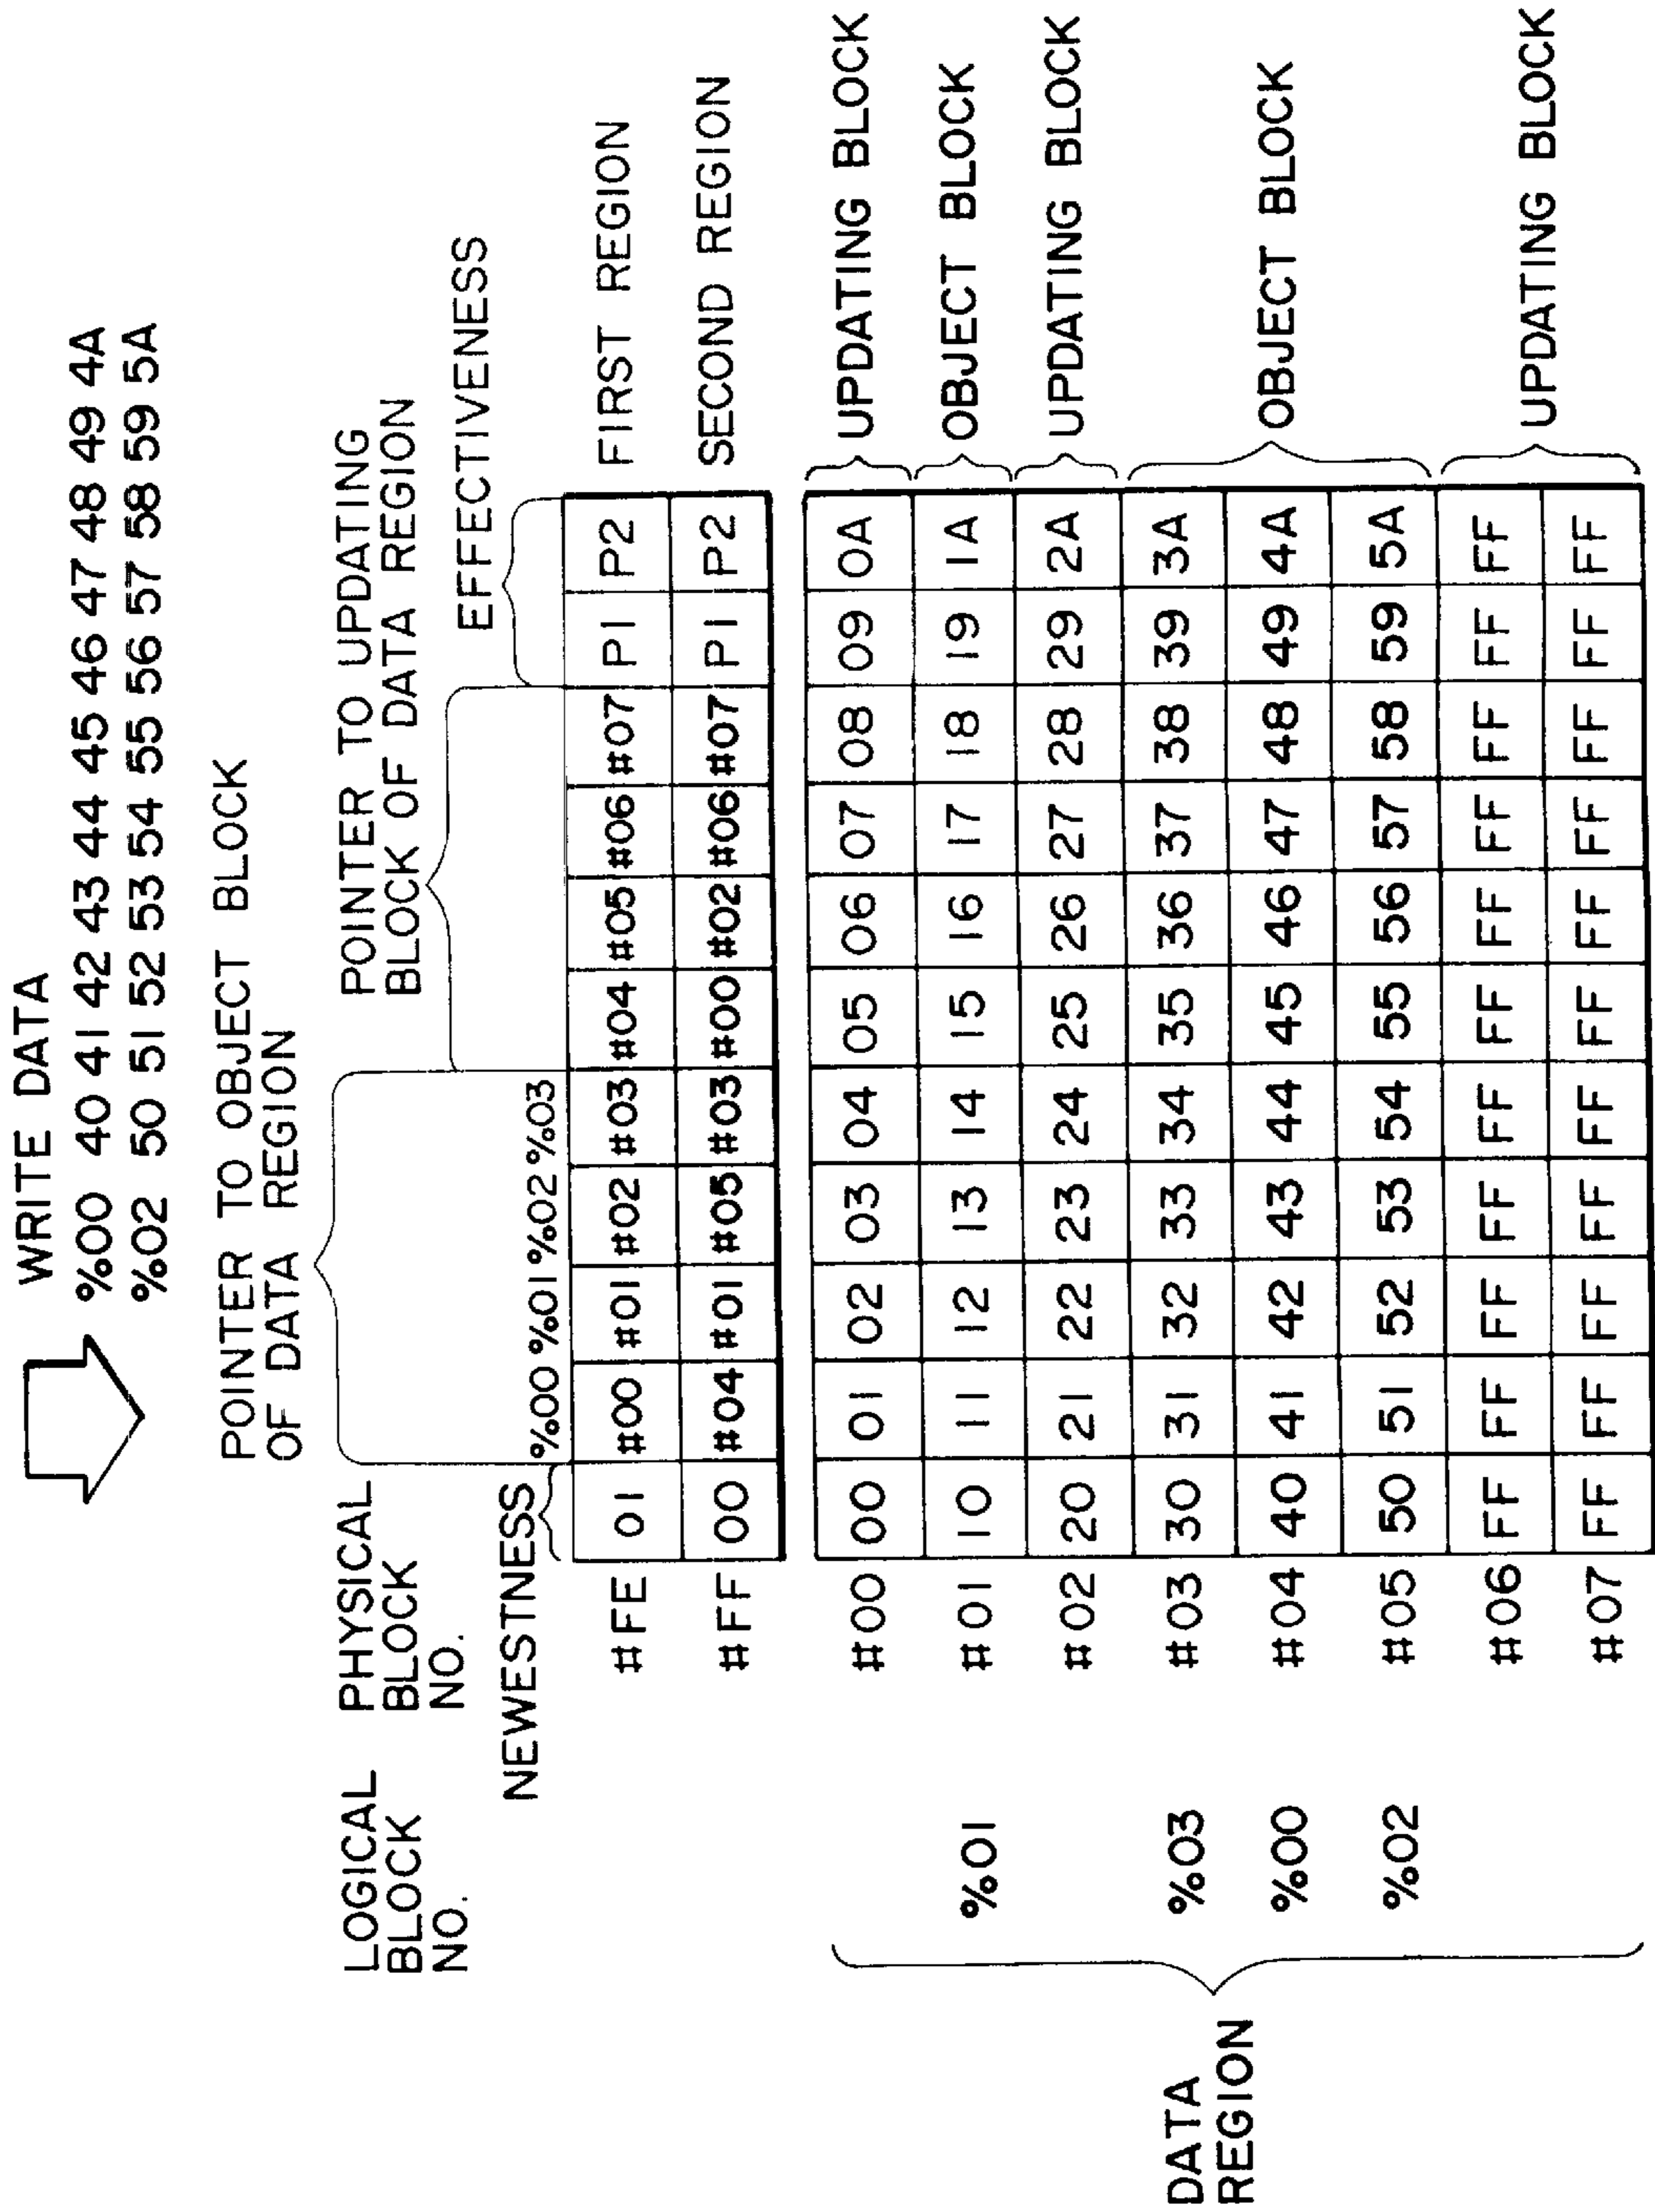 WRITE DATA
%00 40 41 42 43 44 45 46 47 48 49 4A
%02 50 51 52 53 54 55 56 57 58 59 5A
POINTER TO OBJECT BLOCK
OF DATA REGION
POINTER TO UPDATING
BLOCK OF DATA REGION
LOGICAL
BLOCK
NO.
PHYSICAL
BLOCK
NO.
NEWESTNESS
EFFECTIVENESS
%00 %01 %02 %03
#FE 01 #00 #01 #02 #03 #04 #05 #06 #07 P1 P2 FIRST REGION
#FF 00 #04 #01 #05 #03 #00 #02 #06 #07 P1 P2 SECOND REGION
#00 00 01 02 03 04 05 06 07 08 09 0A UPDATING BLOCK
%01 #01 10 11 12 13 14 15 16 17 18 19 1A OBJECT BLOCK
#02 20 21 22 23 24 25 26 27 28 29 2A UPDATING BLOCK
%03 #03 30 31 32 33 34 35 36 37 38 39 3A
%00 #04 40 41 42 43 44 45 46 47 48 49 4A OBJECT BLOCK
%02 #05 50 51 52 53 54 55 56 57 58 59 5A
#06 FF FF FF FF FF FF FF FF FF FF FF
UPDATING BLOCK
#07 FF FF FF FF FF FF FF FF FF FF FF
DATA
REGION